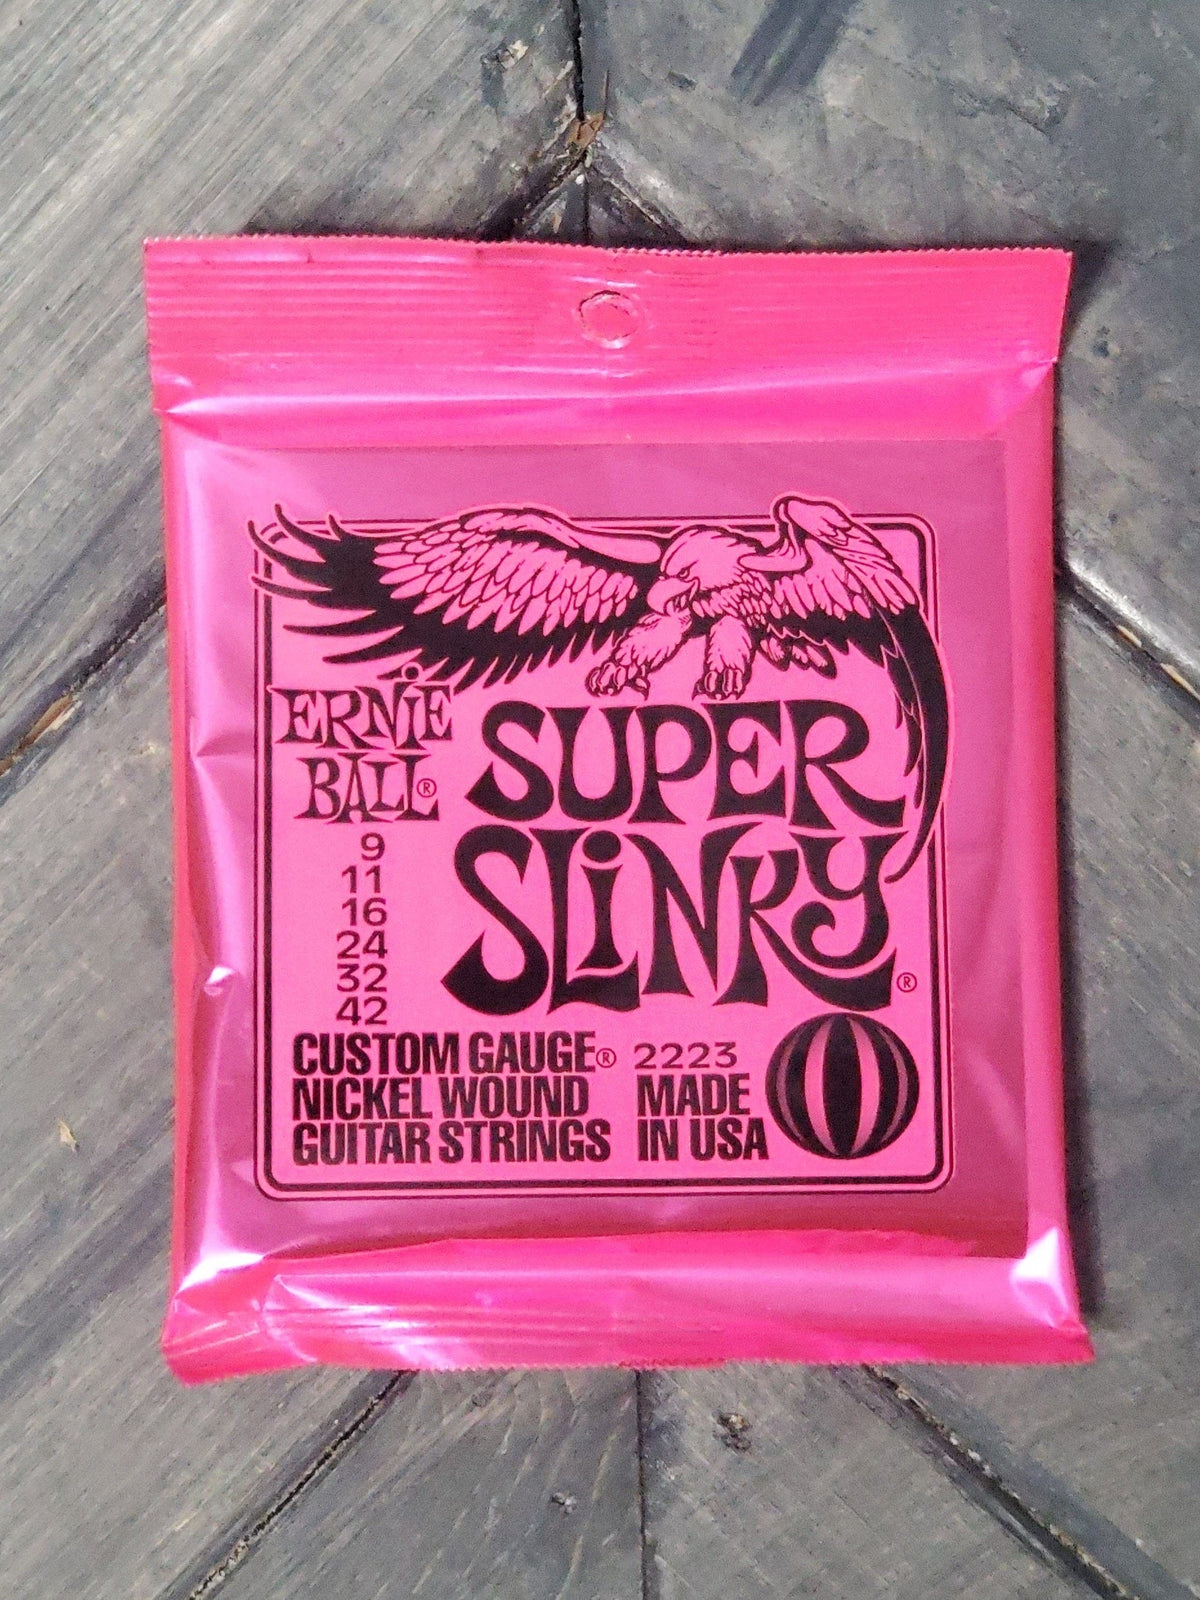 ERNiE
BALL®
SUPER
SLiNKY®
9
11
16
24
32
42
CUSTOM GAUGE®
NICKEL WOUND
GUITAR STRINGS
2223
MADE
IN USA